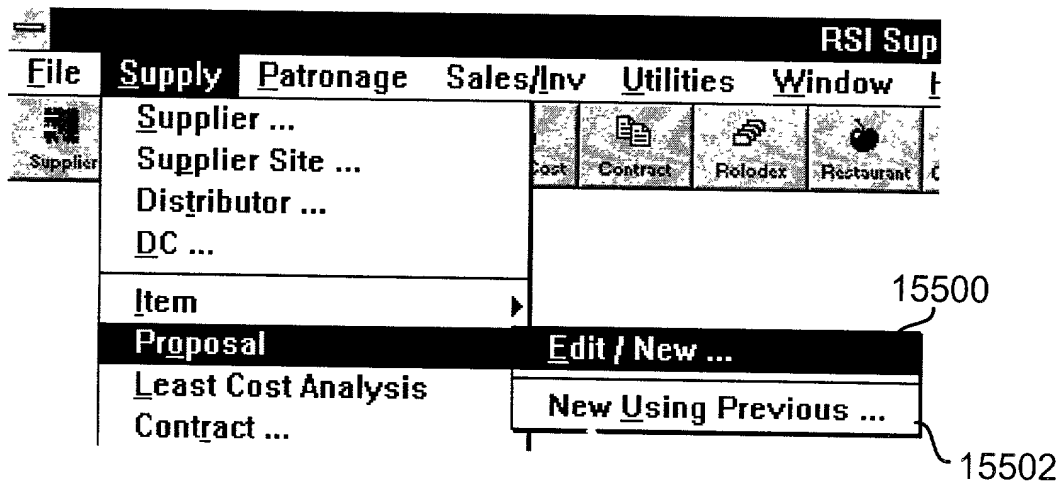 RSI Sup
File Supply Patronage Sales/Inv Utilities Window
Supplier Cost Contract Rolodex Restaurant
Supplier ...
Supplier Site ...
Distributor ...
DC ...
Item
Proposal
Least Cost Analysis
Contract ...
Edit / New ...
New Using Previous ...
15500
15502